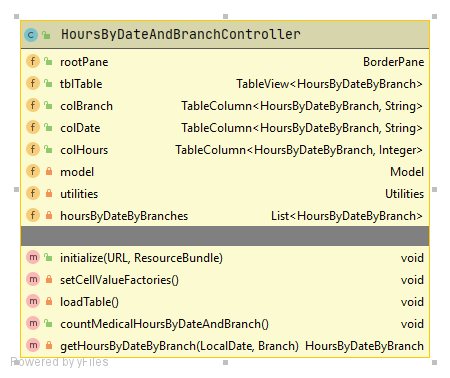 C HoursByDateAndBranchController
f rootPane BorderPane
f tblTable TableView<HoursByDateByBranch>
f colBranch TableColumn<HoursByDateByBranch, String>
f colDate TableColumn<HoursByDateByBranch, String>
f colHours TableColumn<HoursByDateByBranch, Integer>
f model Model
f utilities Utilities
f hoursByDateByBranches List<HoursByDateByBranch>
m initialize(URL, ResourceBundle) void
m setCellValueFactories() void
m loadTable() void
m countMedicalHoursByDateAndBranch() void
m getHoursByDateByBranch(LocalDate, Branch) HoursByDateByBranch
Powered by yFiles